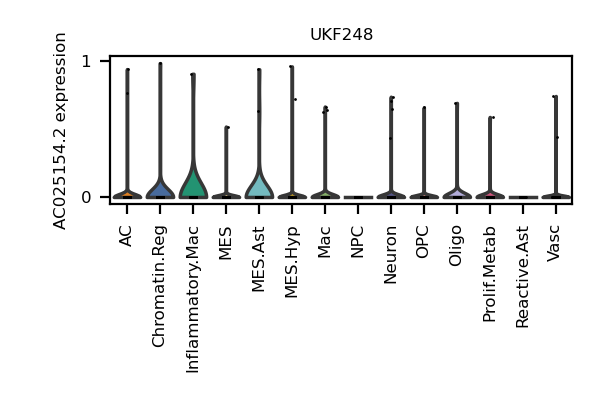 UKF248
AC025154.2 expression
1
0
AC
Chromatin.Reg
Inflammatory.Mac
MES
MES.Ast
MES.Hyp
Mac
NPC
Neuron
OPC
Oligo
Prolif.Metab
Reactive.Ast
Vasc